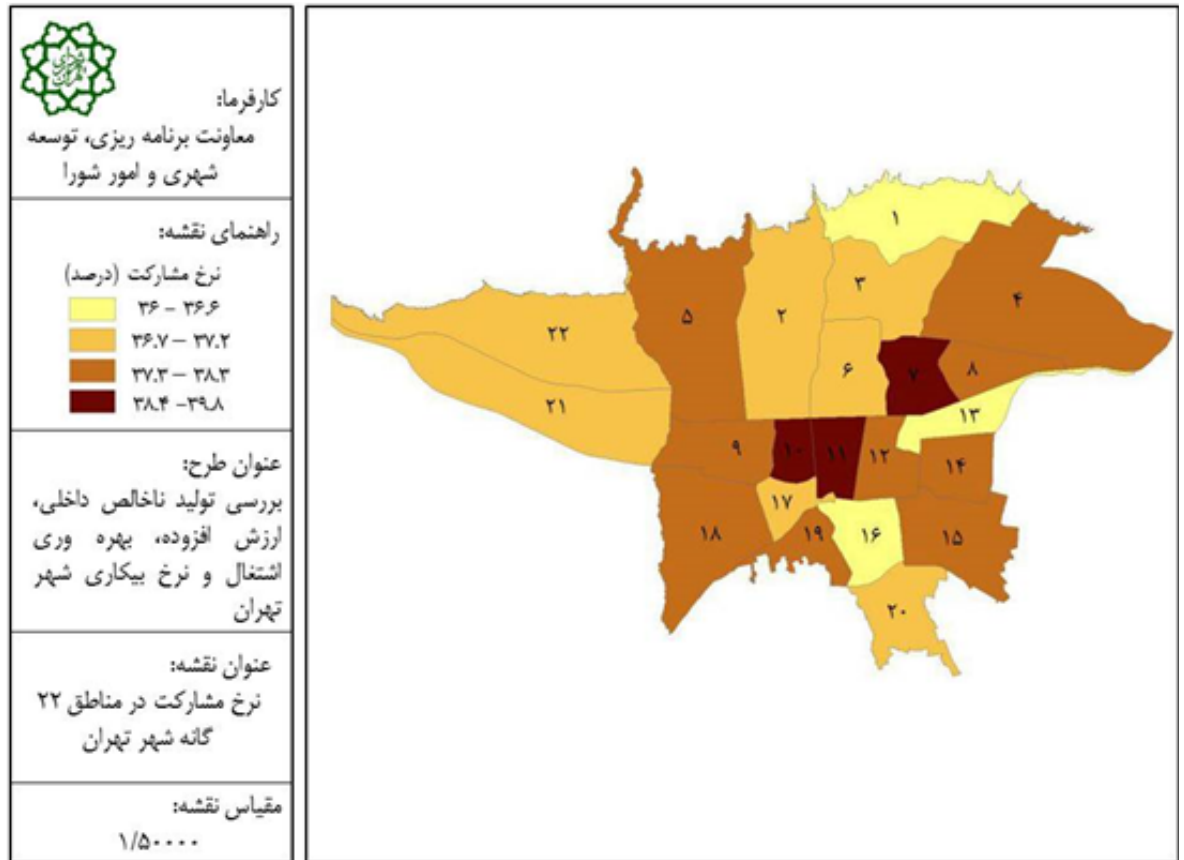 کارفرما:
معاونت برنامه ریزی، توسعه
شهری و امور شورا
راهنمای نقشه:
نرخ مشارکت (درصد)
۳۶ - ۳۶.۶
۳۶.۷ - ۳۷.۲
۳۷.۳ - ۳۸.۳
۳۸.۴ - ۳۹.۸
عنوان طرح:
بررسی تولید ناخالص داخلی،
ارزش افزوده، بهره وری
اشتغال و نرخ بیکاری شهر
تهران
عنوان نقشه:
نرخ مشارکت در مناطق ۲۲
گانه شهر تهران
مقیاس نقشه:
۱/۵۰۰۰۰
۱
۳
۴
۵
۲
۲۲
۶
۷
۸
۲۱
۱۳
۹
۱۰
۱۱
۱۲
۱۴
۱۷
۱۸
۱۹
۱۶
۱۵
۲۰